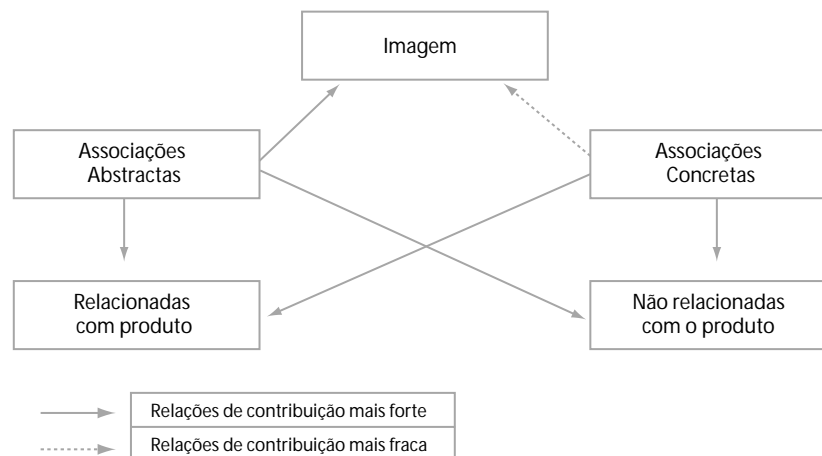 Imagem
Associações
Abstractas
Associações
Concretas
Relacionadas
com produto
Não relacionadas
com o produto
Relações de contribuição mais forte
Relações de contribuição mais fraca